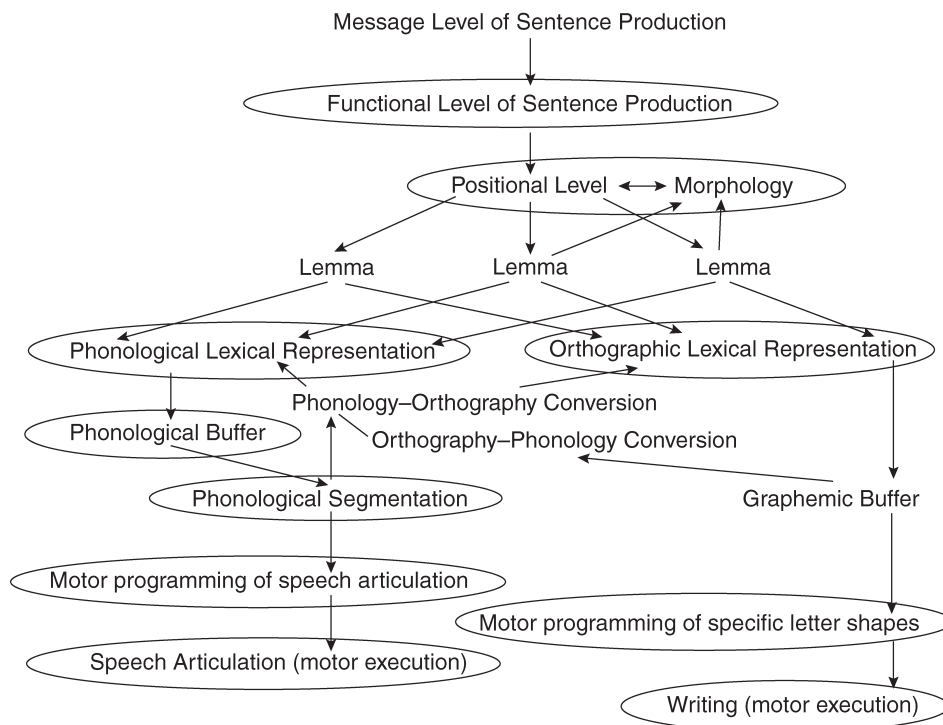 Message Level of Sentence Production
Functional Level of Sentence Production
Positional Level Morphology
Lemma Lemma Lemma
Phonological Lexical Representation Orthographic Lexical Representation
Phonology–Orthography Conversion
Phonological Buffer
Orthography–Phonology Conversion
Phonological Segmentation Graphemic Buffer
Motor programming of speech articulation
Motor programming of specific letter shapes
Speech Articulation (motor execution)
Writing (motor execution)